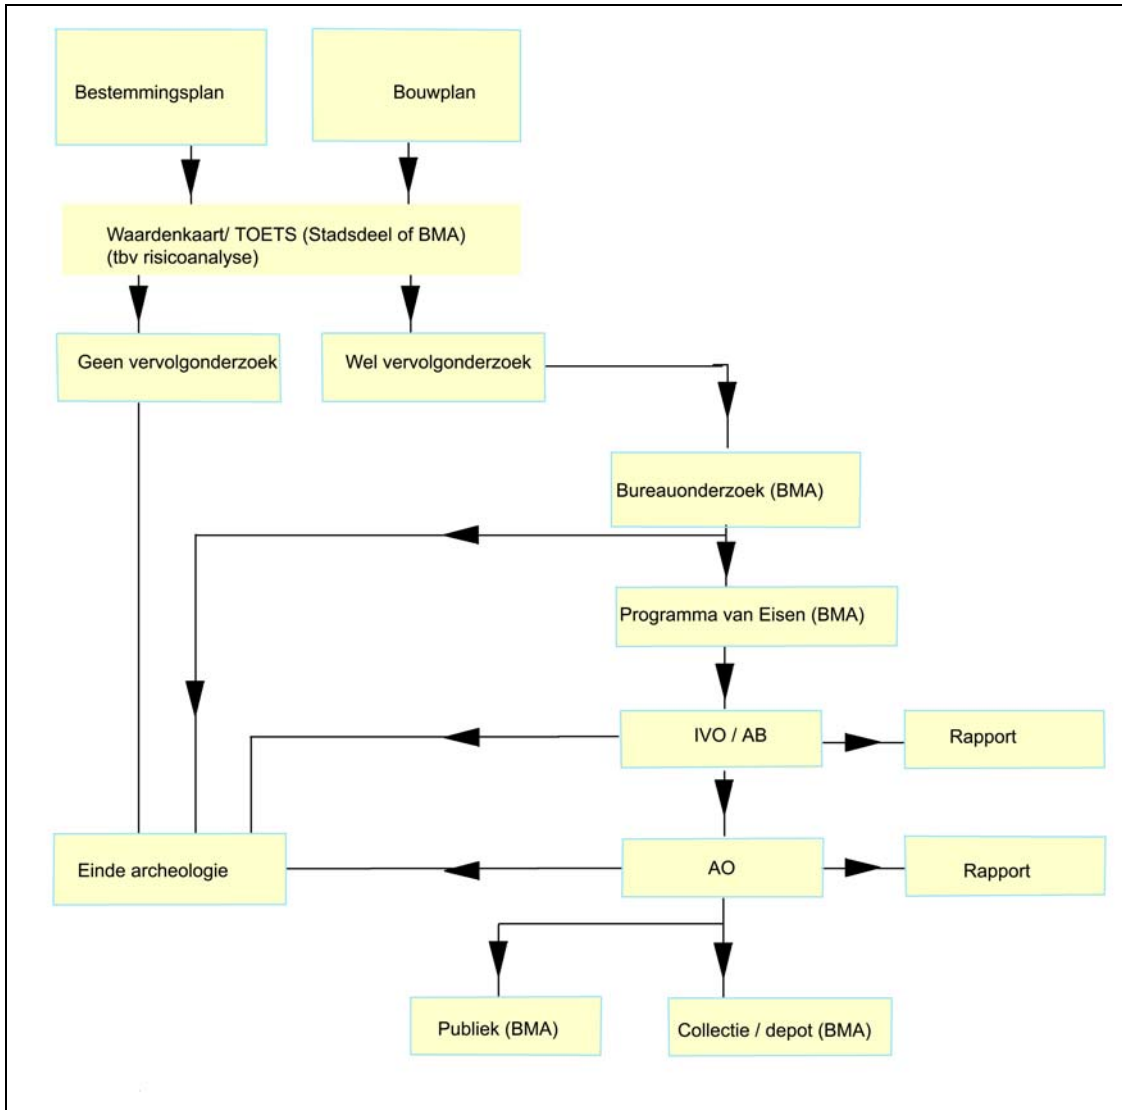 Bestemmingsplan
Bouwplan
Waardenkaart/ TOETS (Stadsdeel of BMA)
(tbv risicoanalyse)
Geen vervolgonderzoek
Wel vervolgonderzoek
Bureauonderzoek (BMA)
Programma van Eisen (BMA)
IVO / AB
Rapport
Einde archeologie
AO
Rapport
Publiek (BMA)
Collectie / depot (BMA)